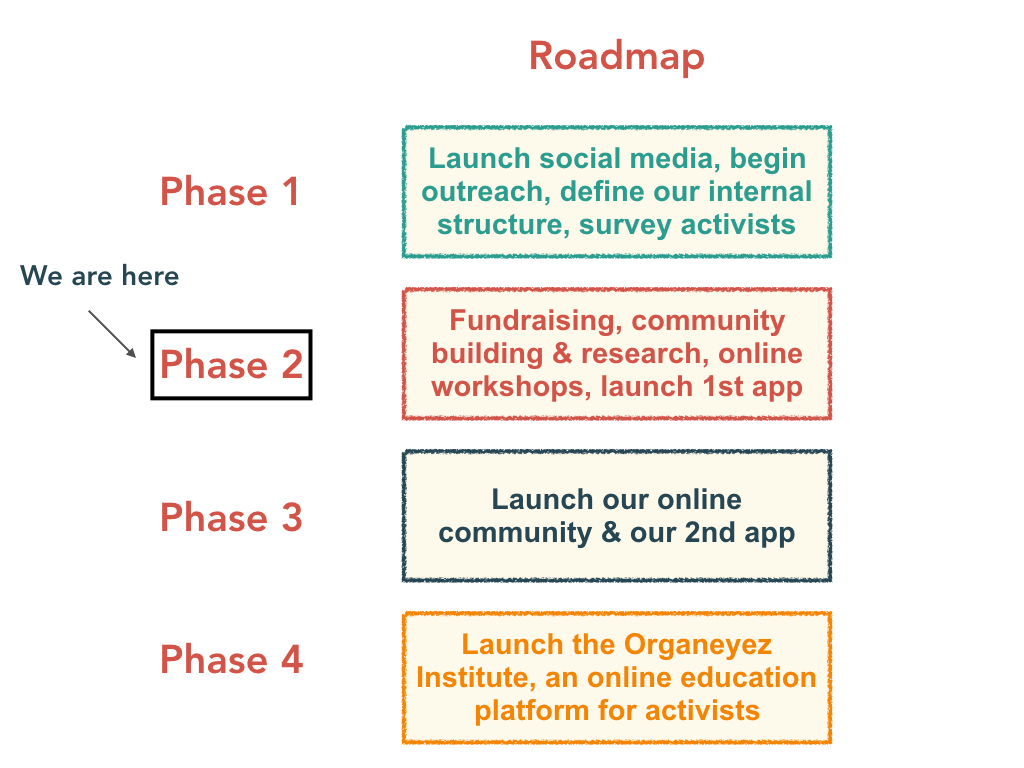 Roadmap
Phase 1
Launch social media, begin
outreach, define our internal
structure, survey activists
We are here
Phase 2
Fundraising, community
building & research, online
workshops, launch 1st app
Phase 3
Launch our online
community & our 2nd app
Phase 4
Launch the Organeyez
Institute, an online education
platform for activists